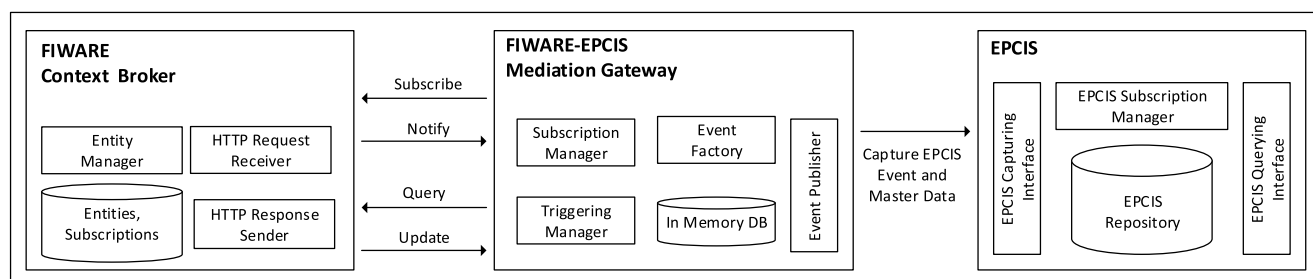 FIWARE
Context Broker
Entity
Manager
HTTP Request
Receiver
Entities,
Subscriptions
HTTP Response
Sender
Subscribe
Notify
Query
Update
FIWARE-EPCIS
Mediation Gateway
Subscription
Manager
Event
Factory
Triggering
Manager
In Memory DB
Event Publisher
Capture EPCIS
Event and
Master Data
EPCIS
EPCIS Capturing
Interface
EPCIS Subscription
Manager
EPCIS
Repository
EPCIS Querying
Interface